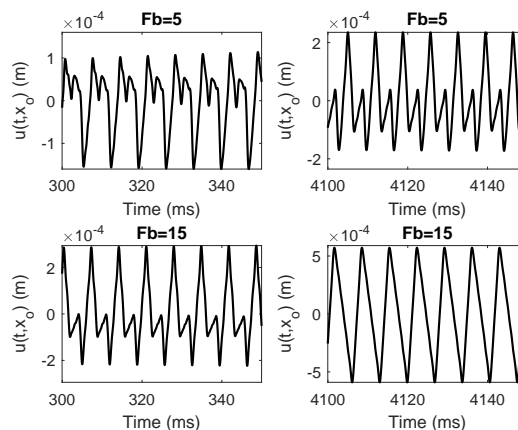 ×10⁻⁴ Fb=5
u(t,x₀) (m)
1
0
-1
300 320 340
Time (ms)
×10⁻⁴ Fb=5
u(t,x₀) (m)
2
0
-2
4100 4120 4140
Time (ms)
×10⁻⁴ Fb=15
u(t,x₀) (m)
2
0
-2
300 320 340
Time (ms)
×10⁻⁴ Fb=15
u(t,x₀) (m)
5
0
-5
4100 4120 4140
Time (ms)